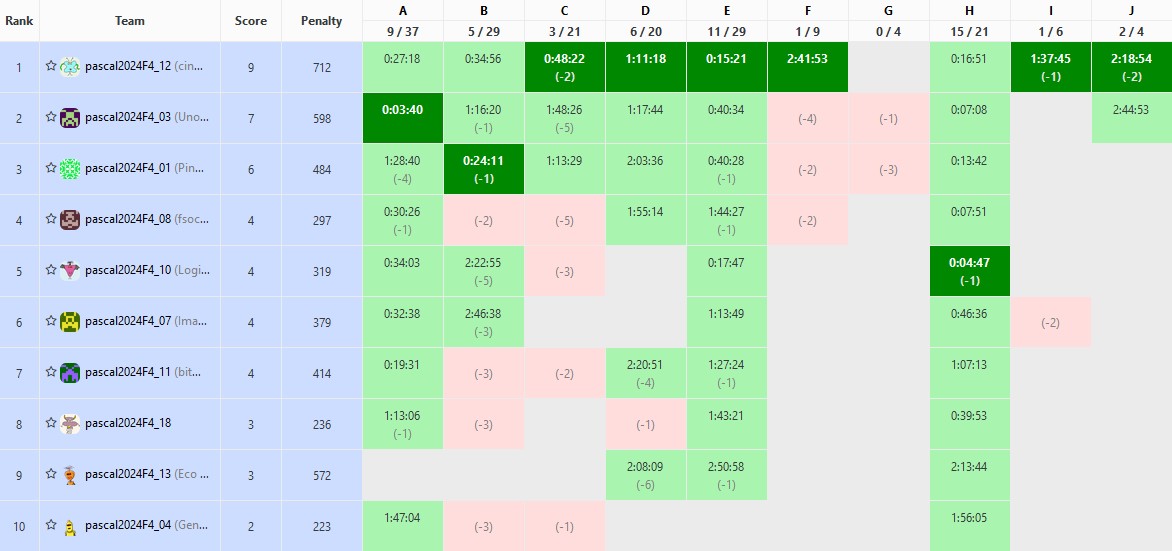 Rank Team Score Penalty A B C D E F G H I J
9 / 37 5 / 29 3 / 21 6 / 20 11 / 29 1 / 9 0 / 4 15 / 21 1 / 6 2 / 4
1 pascal2024F4_12 (cin... 9 712 0:27:18 0:34:56 0:48:22 1:11:18 0:15:21 2:41:53 0:16:51 1:37:45 2:18:54
(-2) (-1) (-2)
2 pascal2024F4_03 (Uno... 7 598 0:03:40 1:16:20 1:48:26 1:17:44 0:40:34 (-4) (-1) 0:07:08 2:44:53
(-1) (-5)
3 pascal2024F4_01 (Pin... 6 484 1:28:40 0:24:11 1:13:29 2:03:36 0:40:28 (-2) (-3) 0:13:42
(-4) (-1) (-1)
4 pascal2024F4_08 (fsoc... 4 297 0:30:26 (-2) (-5) 1:55:14 1:44:27 (-2) 0:07:51
(-1) (-1)
5 pascal2024F4_10 (Logi... 4 319 0:34:03 2:22:55 (-3) 0:17:47 0:04:47
(-5) (-1)
6 pascal2024F4_07 (Ima... 4 379 0:32:38 2:46:38 1:13:49 0:46:36 (-2)
(-3)
7 pascal2024F4_11 (bit... 4 414 0:19:31 (-3) (-2) 2:20:51 1:27:24 1:07:13
(-4) (-1)
8 pascal2024F4_18 3 236 1:13:06 (-3) (-1) 1:43:21 0:39:53
(-1)
9 pascal2024F4_13 (Eco ... 3 572 2:08:09 2:50:58 2:13:44
(-6) (-1)
10 pascal2024F4_04 (Gen... 2 223 1:47:04 (-3) (-1) 1:56:05